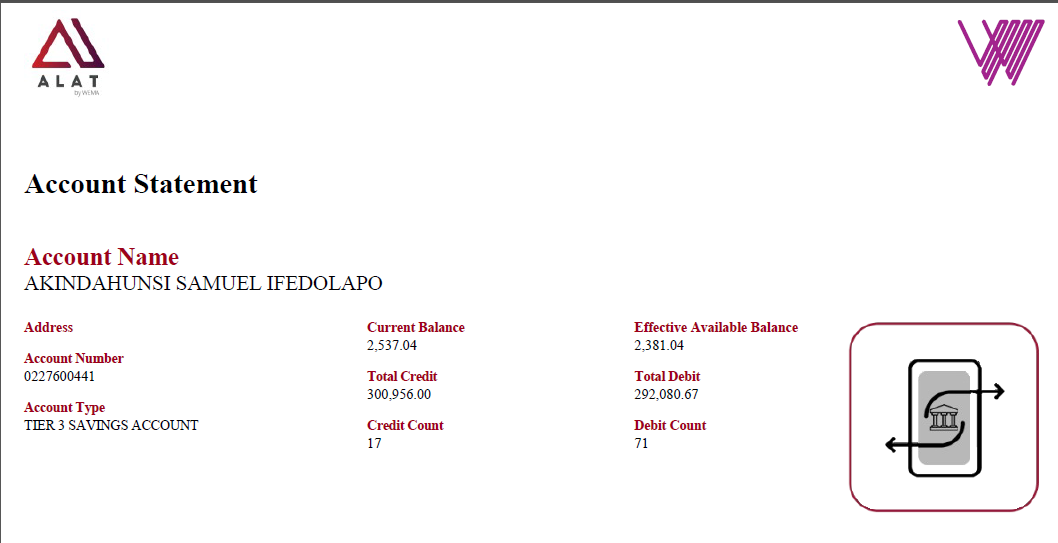 ALAT
by WEMA
Account Statement
Account Name
AKINDAHUNSI SAMUEL IFEDOLAPO
Address
Account Number
0227600441
Account Type
TIER 3 SAVINGS ACCOUNT
Current Balance
2,537.04
Total Credit
300,956.00
Credit Count
17
Effective Available Balance
2,381.04
Total Debit
292,080.67
Debit Count
71